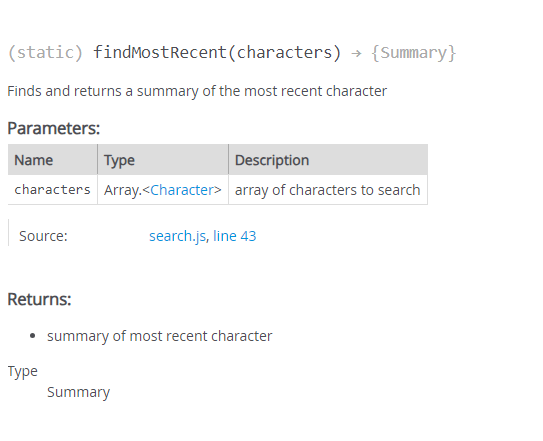 (static) findMostRecent(characters) → {Summary}
Finds and returns a summary of the most recent character
Parameters:
Name Type Description
characters Array.<Character> array of characters to search
Source: search.js, line 43
Returns:
• summary of most recent character
Type
Summary